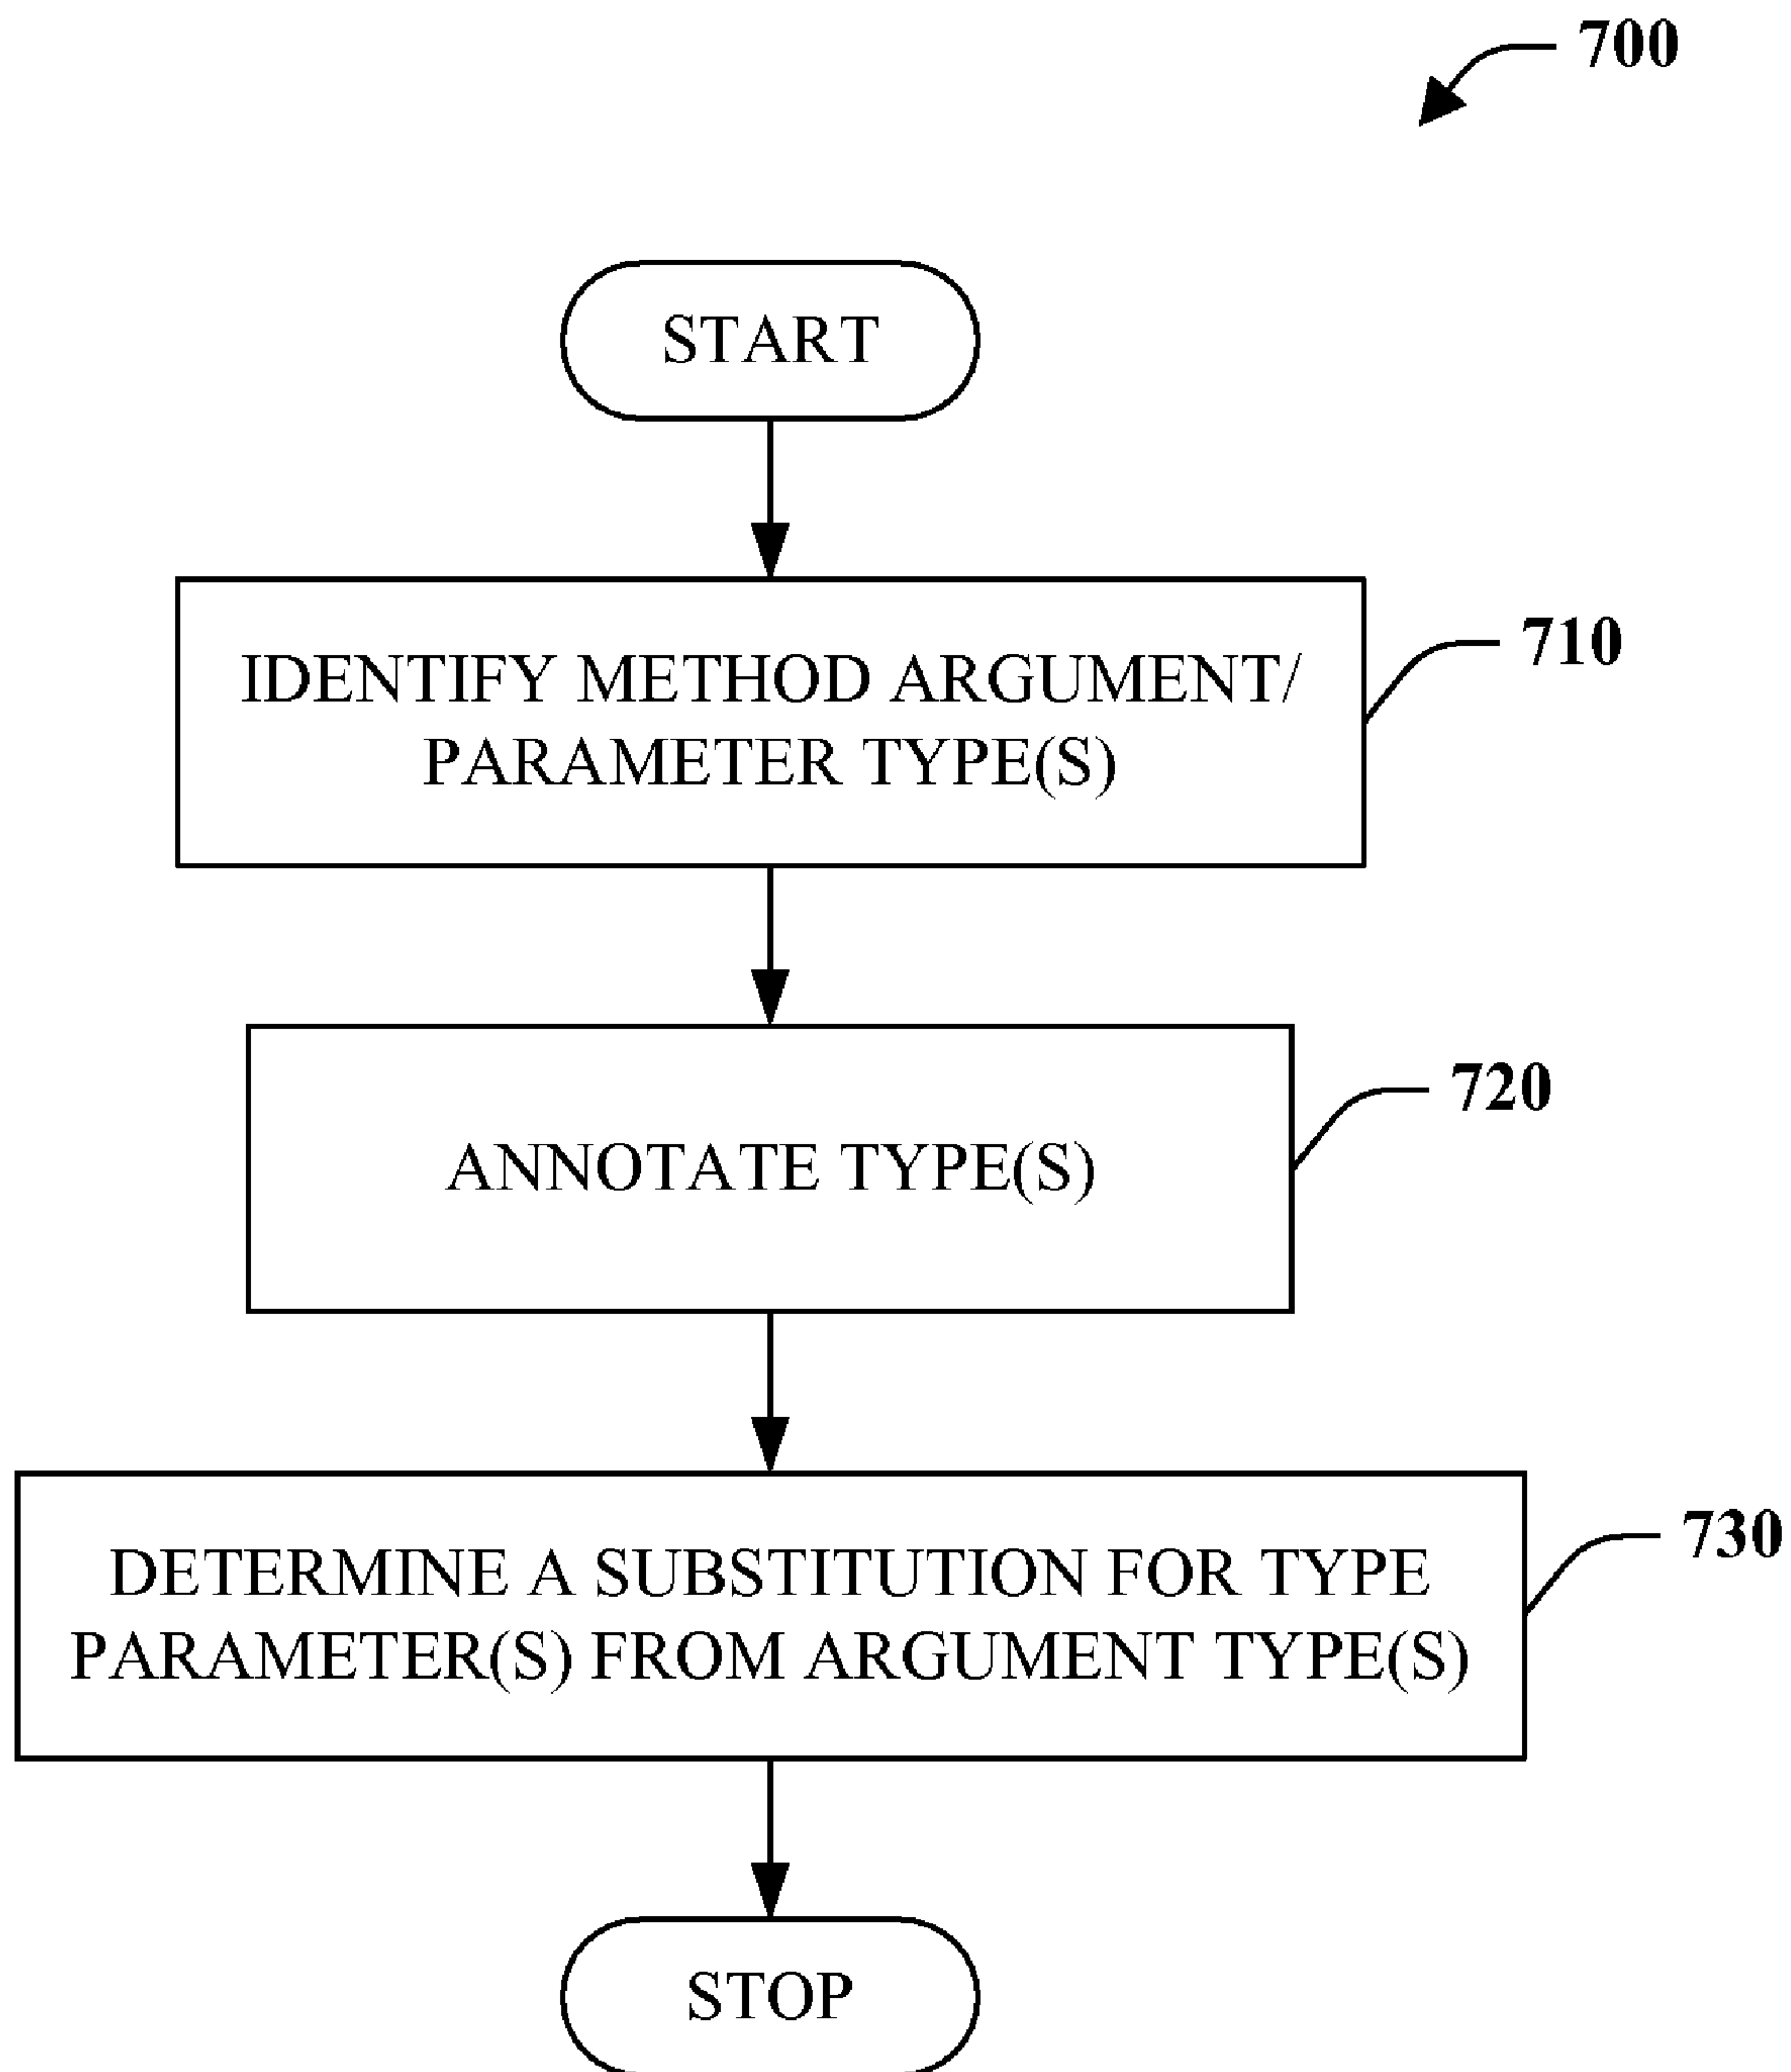 700
START
IDENTIFY METHOD ARGUMENT/
PARAMETER TYPE(S)
710
ANNOTATE TYPE(S)
720
DETERMINE A SUBSTITUTION FOR TYPE
PARAMETER(S) FROM ARGUMENT TYPE(S)
730
STOP